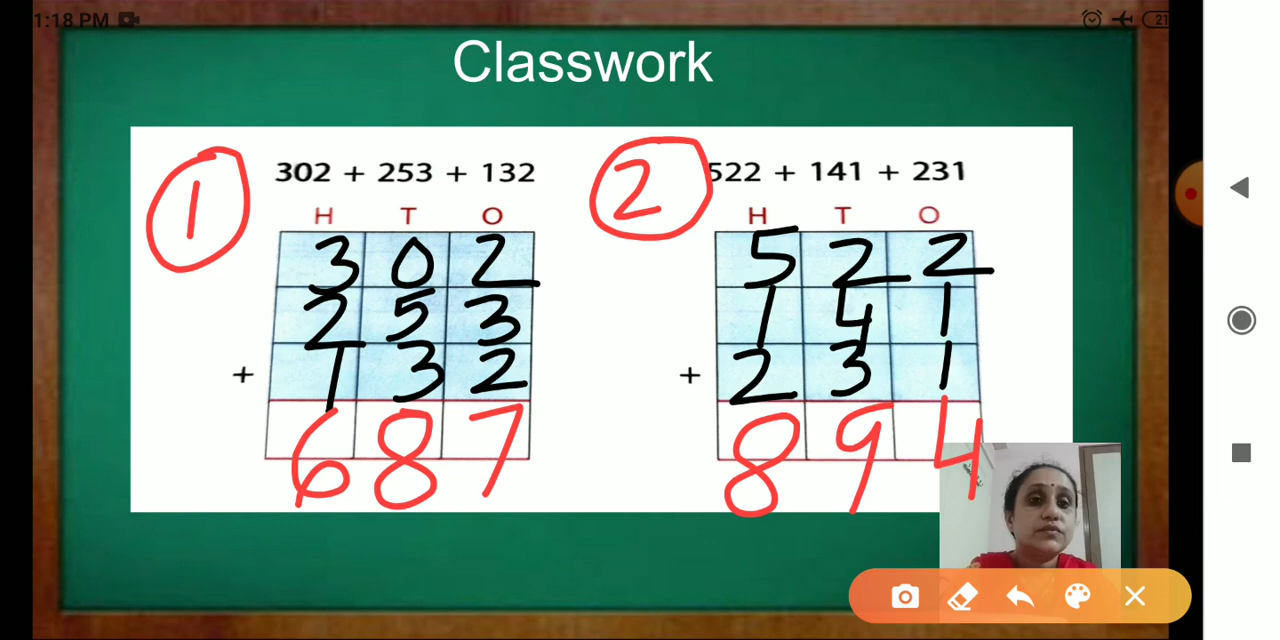 1:18 PM
21
Classwork
1
302 + 253 + 132
H T O
3 0 2
2 5 3
+ 1 3 2
6 8 7
2
522 + 141 + 231
H T O
5 2 2
1 4 1
+ 2 3 1
8 9 4